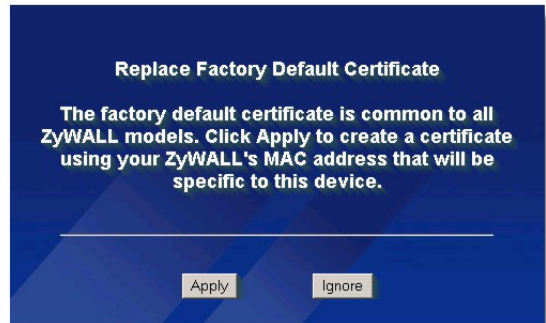 Replace Factory Default Certificate
The factory default certificate is common to all
ZyWALL models. Click Apply to create a certificate
using your ZyWALL's MAC address that will be
specific to this device.
Apply Ignore